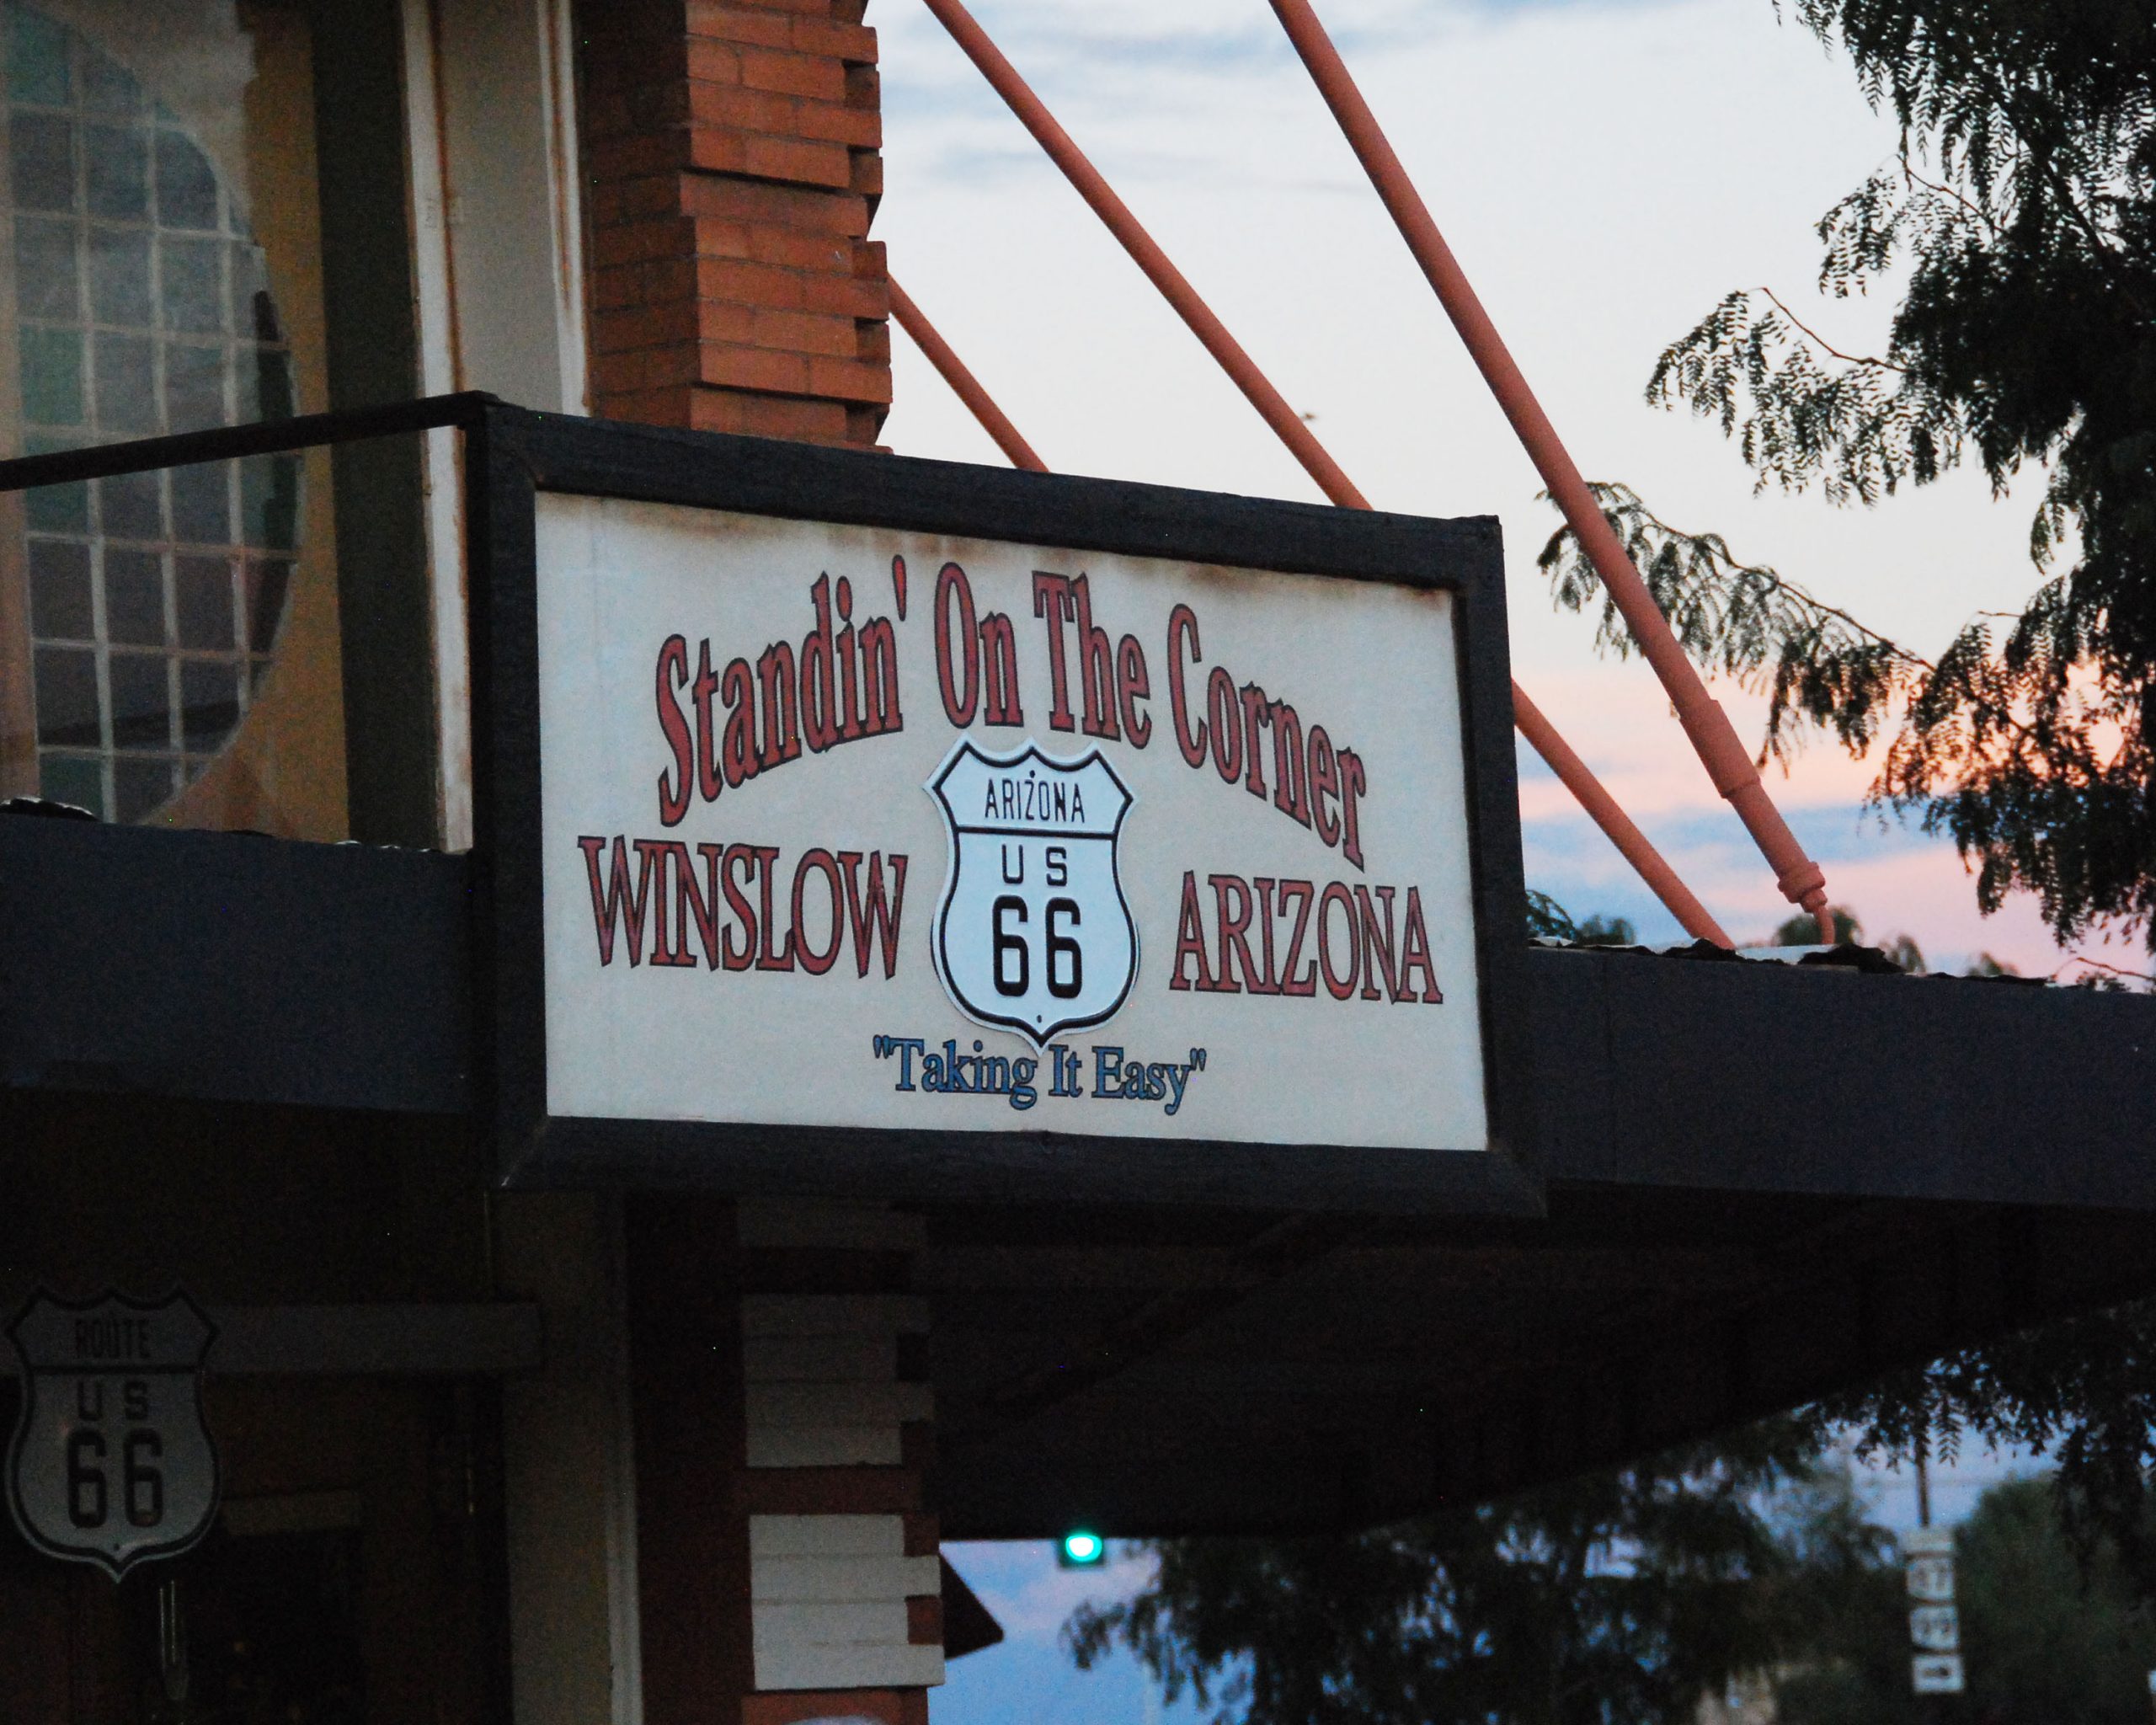 Standin' On The Corner
WINSLOW ARIZONA
ARIZONA
US
66
"Taking It Easy"
ROUTE
US
66